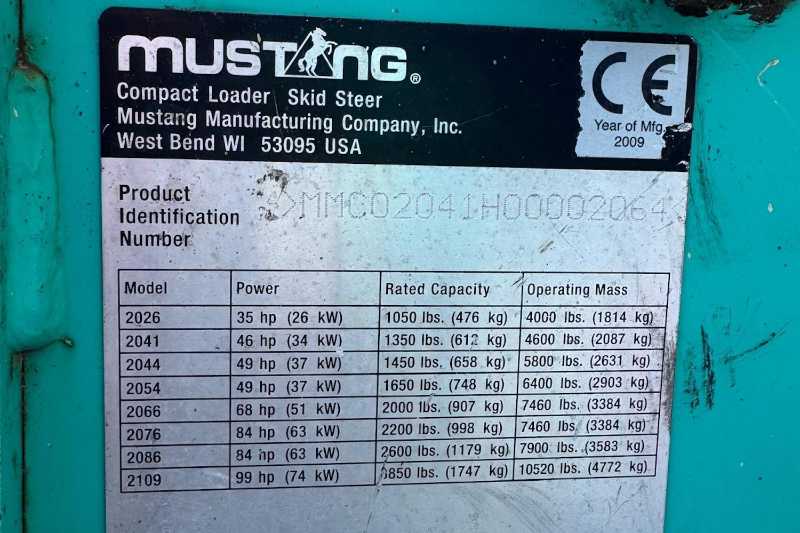 MUSTANG®
Compact Loader Skid Steer
Mustang Manufacturing Company, Inc.
West Bend WI 53095 USA
CE
Year of Mfg.
2009
Product
Identification
Number
MMC02041H00002064
Model Power Rated Capacity Operating Mass
2026 35 hp (26 kW) 1050 lbs. (476 kg) 4000 lbs. (1814 kg)
2041 46 hp (34 kW) 1350 lbs. (612 kg) 4600 lbs. (2087 kg)
2044 49 hp (37 kW) 1450 lbs. (658 kg) 5800 lbs. (2631 kg)
2054 49 hp (37 kW) 1650 lbs. (748 kg) 6400 lbs. (2903 kg)
2066 68 hp (51 kW) 2000 lbs. (907 kg) 7460 lbs. (3384 kg)
2076 84 hp (63 kW) 2200 lbs. (998 kg) 7460 lbs. (3384 kg)
2086 84 hp (63 kW) 2600 lbs. (1179 kg) 7900 lbs. (3583 kg)
2109 99 hp (74 kW) 3850 lbs. (1747 kg) 10520 lbs. (4772 kg)